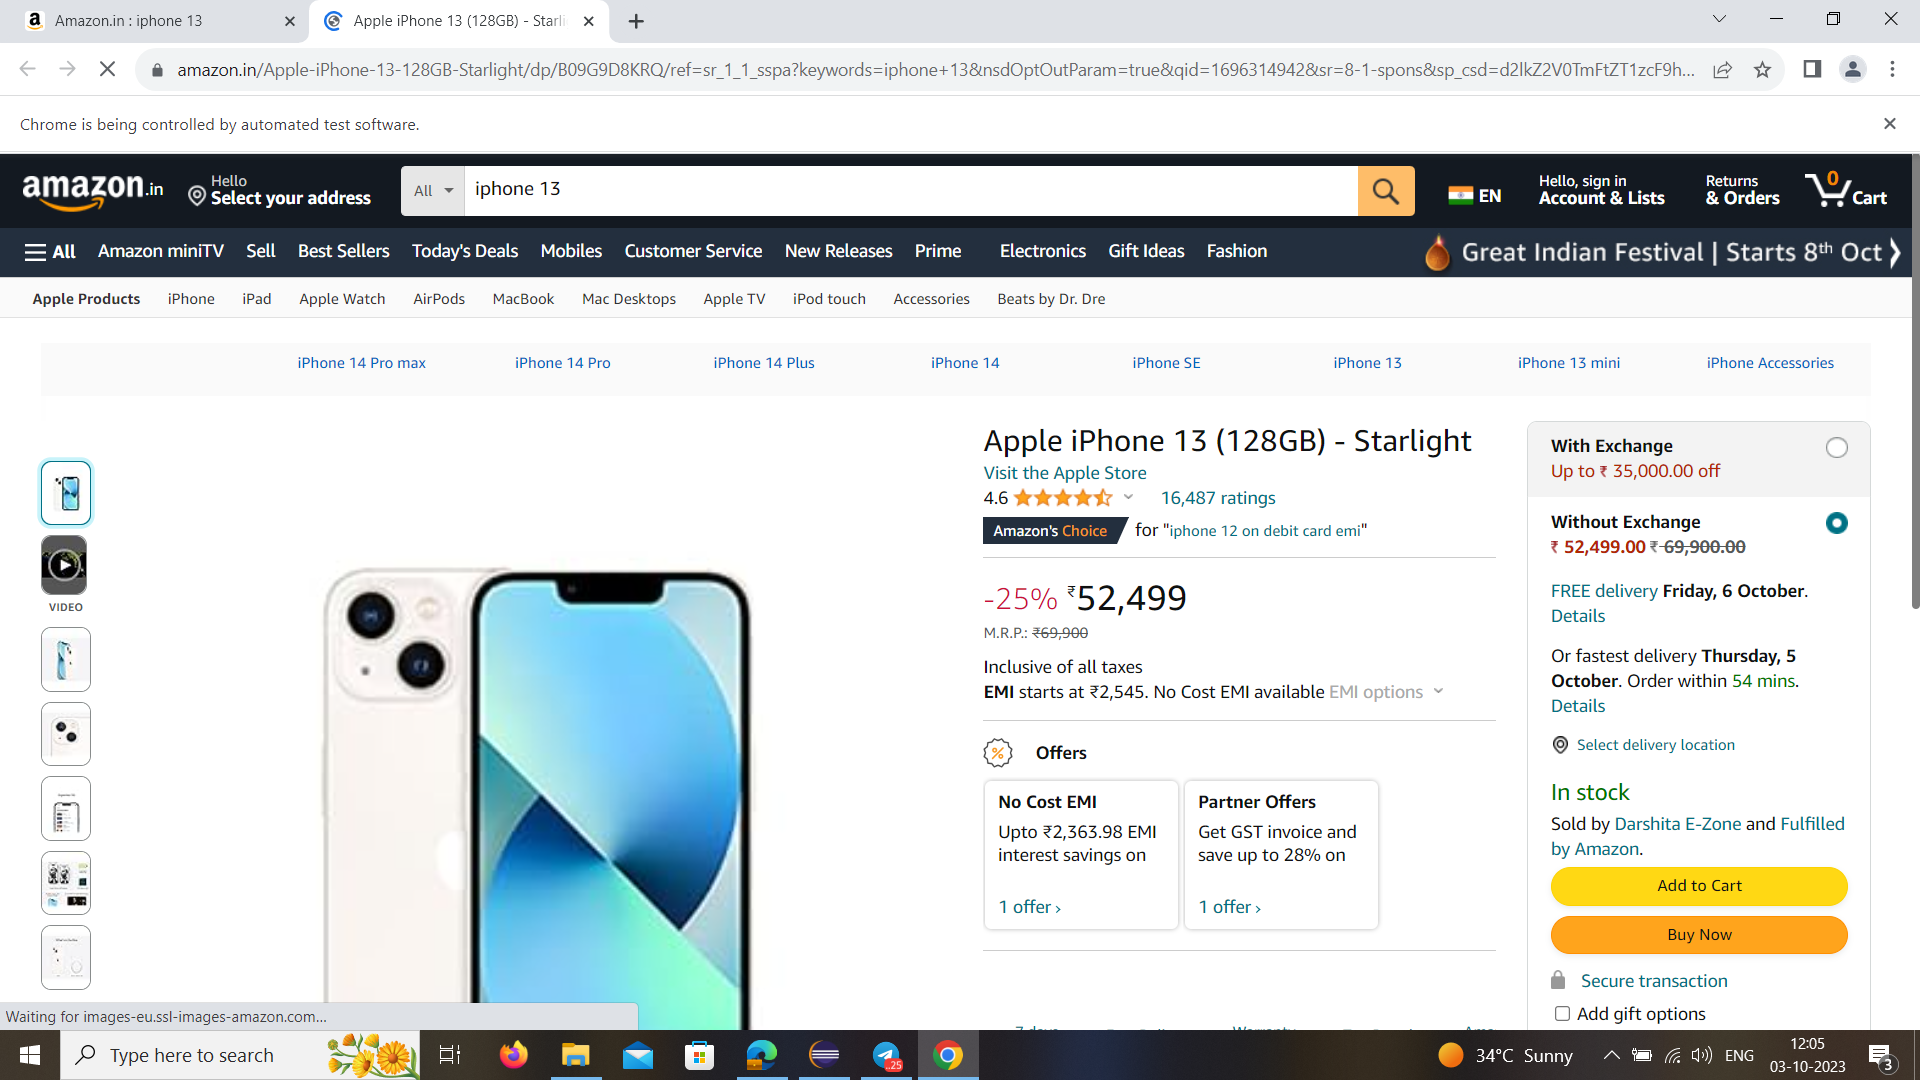 Amazon.in : iphone 13
Apple iPhone 13 (128GB) - Starli
amazon.in/Apple-iPhone-13-128GB-Starlight/dp/B09G9D8KRQ/ref=sr_1_1_sspa?keywords=iphone+13&nsdOptOutParam=true&qid=1696314942&sr=8-1-spons&sp_csd=d2lkZ2V0TmFtZT1zcF9h...
Chrome is being controlled by automated test software.
amazon.in
Hello
Select your address
All
iphone 13
EN
Hello, sign in
Account & Lists
Returns
& Orders
0
Cart
All
Amazon miniTV
Sell
Best Sellers
Today's Deals
Mobiles
Customer Service
New Releases
Prime
Electronics
Gift Ideas
Fashion
Great Indian Festival | Starts 8th Oct
Apple Products
iPhone
iPad
Apple Watch
AirPods
MacBook
Mac Desktops
Apple TV
iPod touch
Accessories
Beats by Dr. Dre
iPhone 14 Pro max
iPhone 14 Pro
iPhone 14 Plus
iPhone 14
iPhone SE
iPhone 13
iPhone 13 mini
iPhone Accessories
VIDEO
Apple iPhone 13 (128GB) - Starlight
Visit the Apple Store
4.6
16,487 ratings
Amazon's Choice for "iphone 12 on debit card emi"
-25% ₹52,499
M.R.P.: ₹69,900
Inclusive of all taxes
EMI starts at ₹2,545. No Cost EMI available EMI options
Offers
No Cost EMI
Upto ₹2,363.98 EMI
interest savings on
1 offer ›
Partner Offers
Get GST invoice and
save up to 28% on
1 offer ›
With Exchange
Up to ₹ 35,000.00 off
Without Exchange
₹ 52,499.00 ₹ 69,900.00
FREE delivery Friday, 6 October.
Details
Or fastest delivery Thursday, 5
October. Order within 54 mins.
Details
Select delivery location
In stock
Sold by Darshita E-Zone and Fulfilled
by Amazon.
Add to Cart
Buy Now
Secure transaction
Add gift options
Waiting for images-eu.ssl-images-amazon.com...
Type here to search
..25
34°C Sunny
ENG
12:05
03-10-2023
3